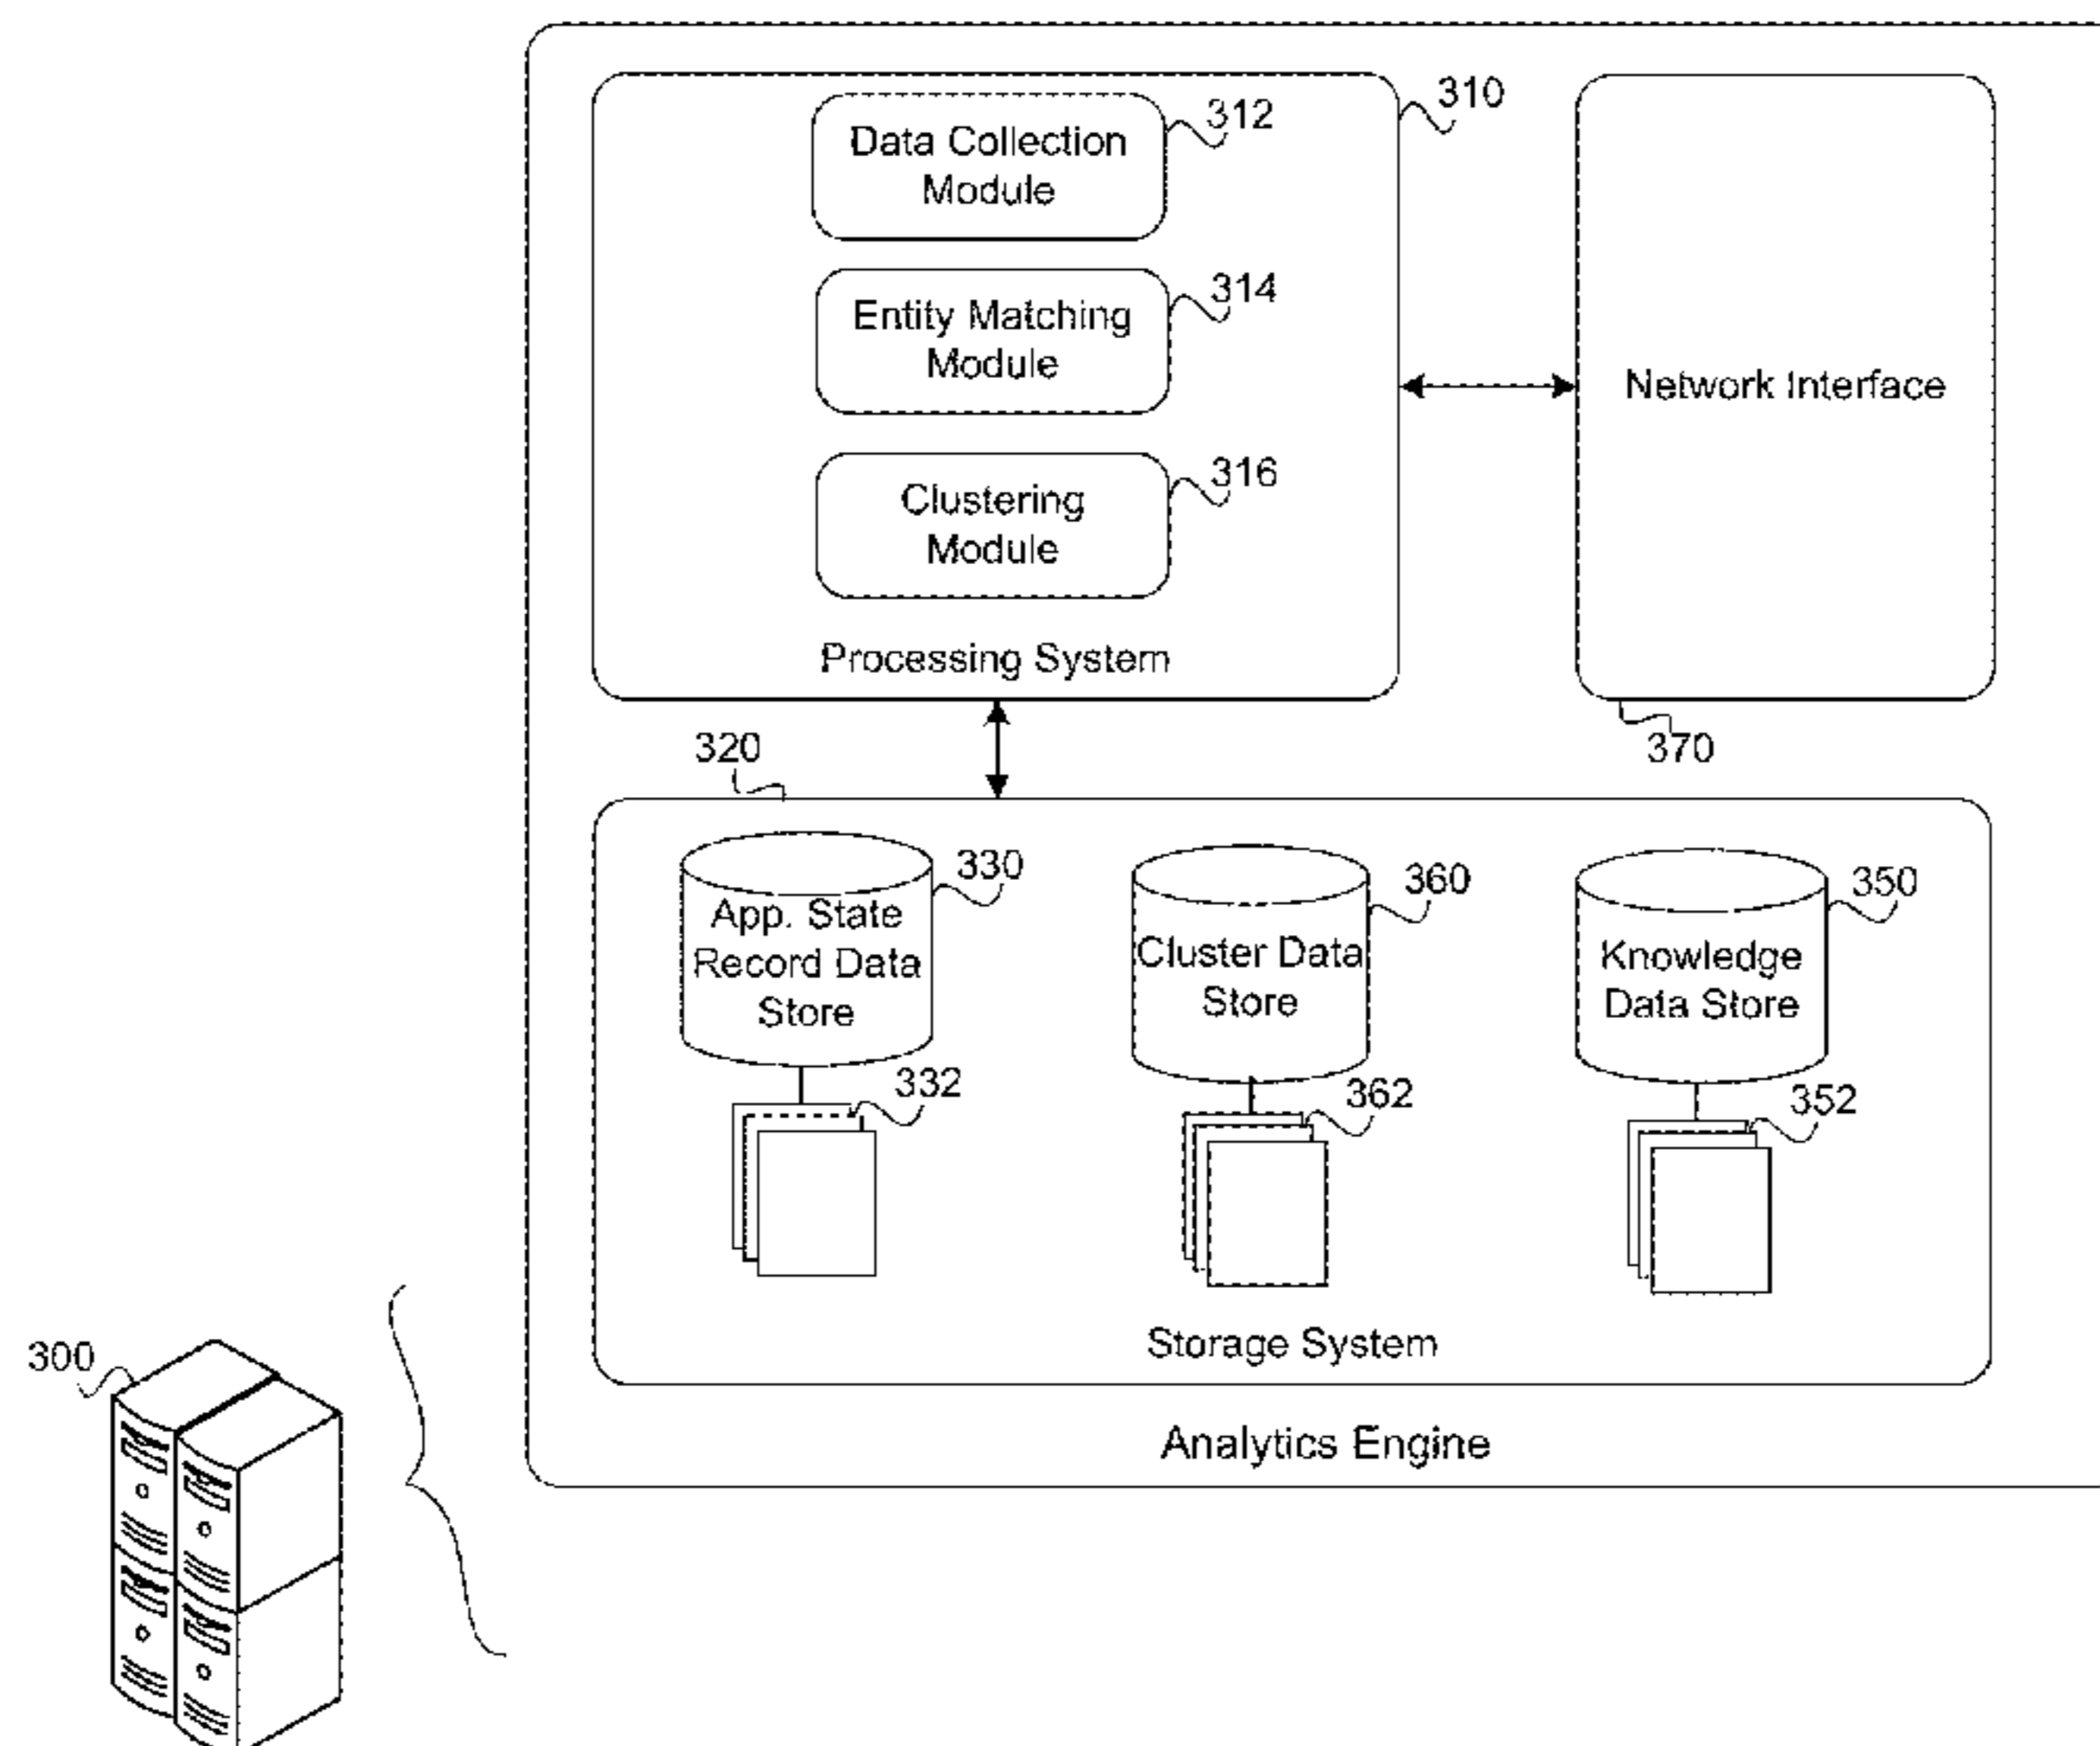 312
310
Data Collection
Module
314
Entity Matching
Module
Network Interface
316
Clustering
Module
Processing System
320
370
330
360
350
App. State
Record Data
Store
Cluster Data
Store
Knowledge
Data Store
332
362
352
Storage System
300
Analytics Engine